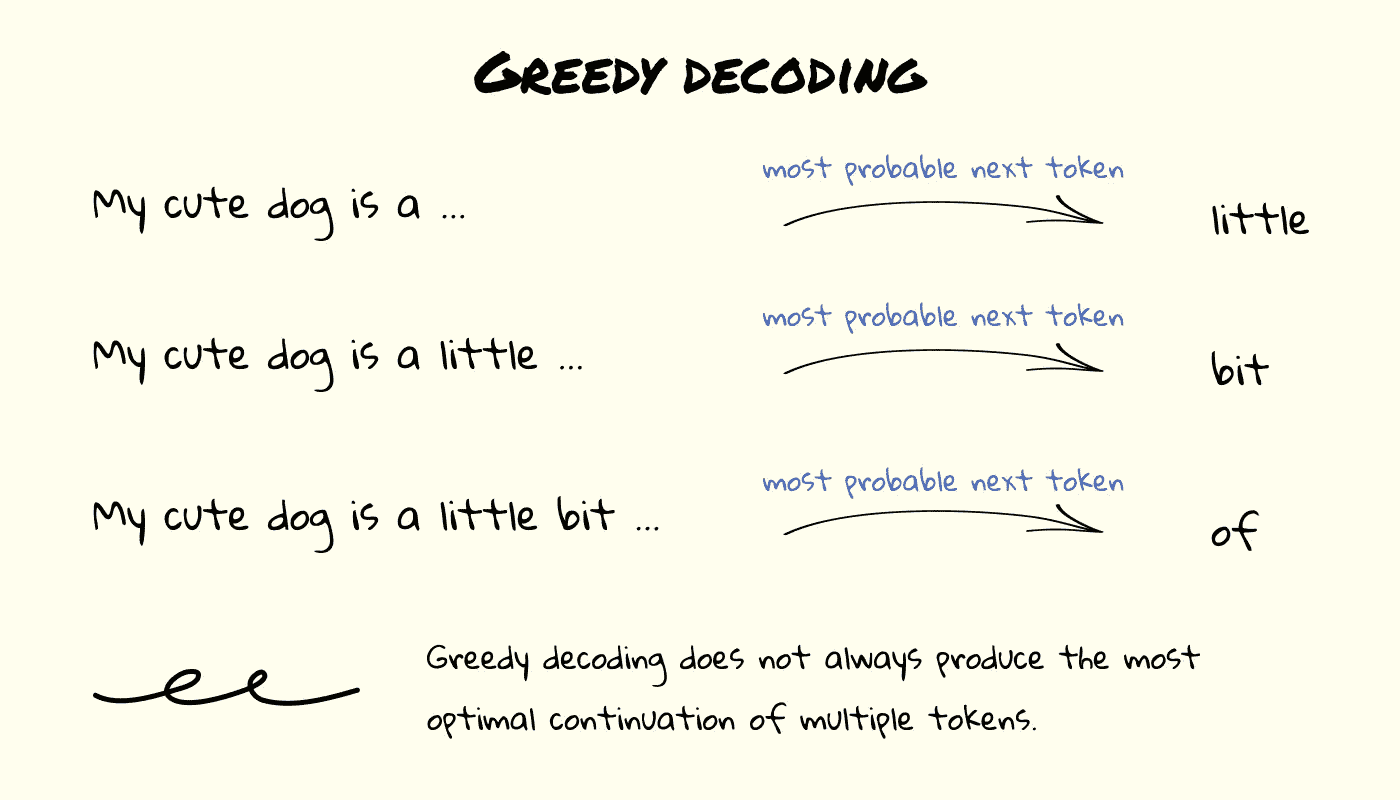 GREEDY DECODING
most probable next token
My cute dog is a ...
little
most probable next token
My cute dog is a little ...
bit
most probable next token
My cute dog is a little bit ...
of
Greedy decoding does not always produce the most
optimal continuation of multiple tokens.